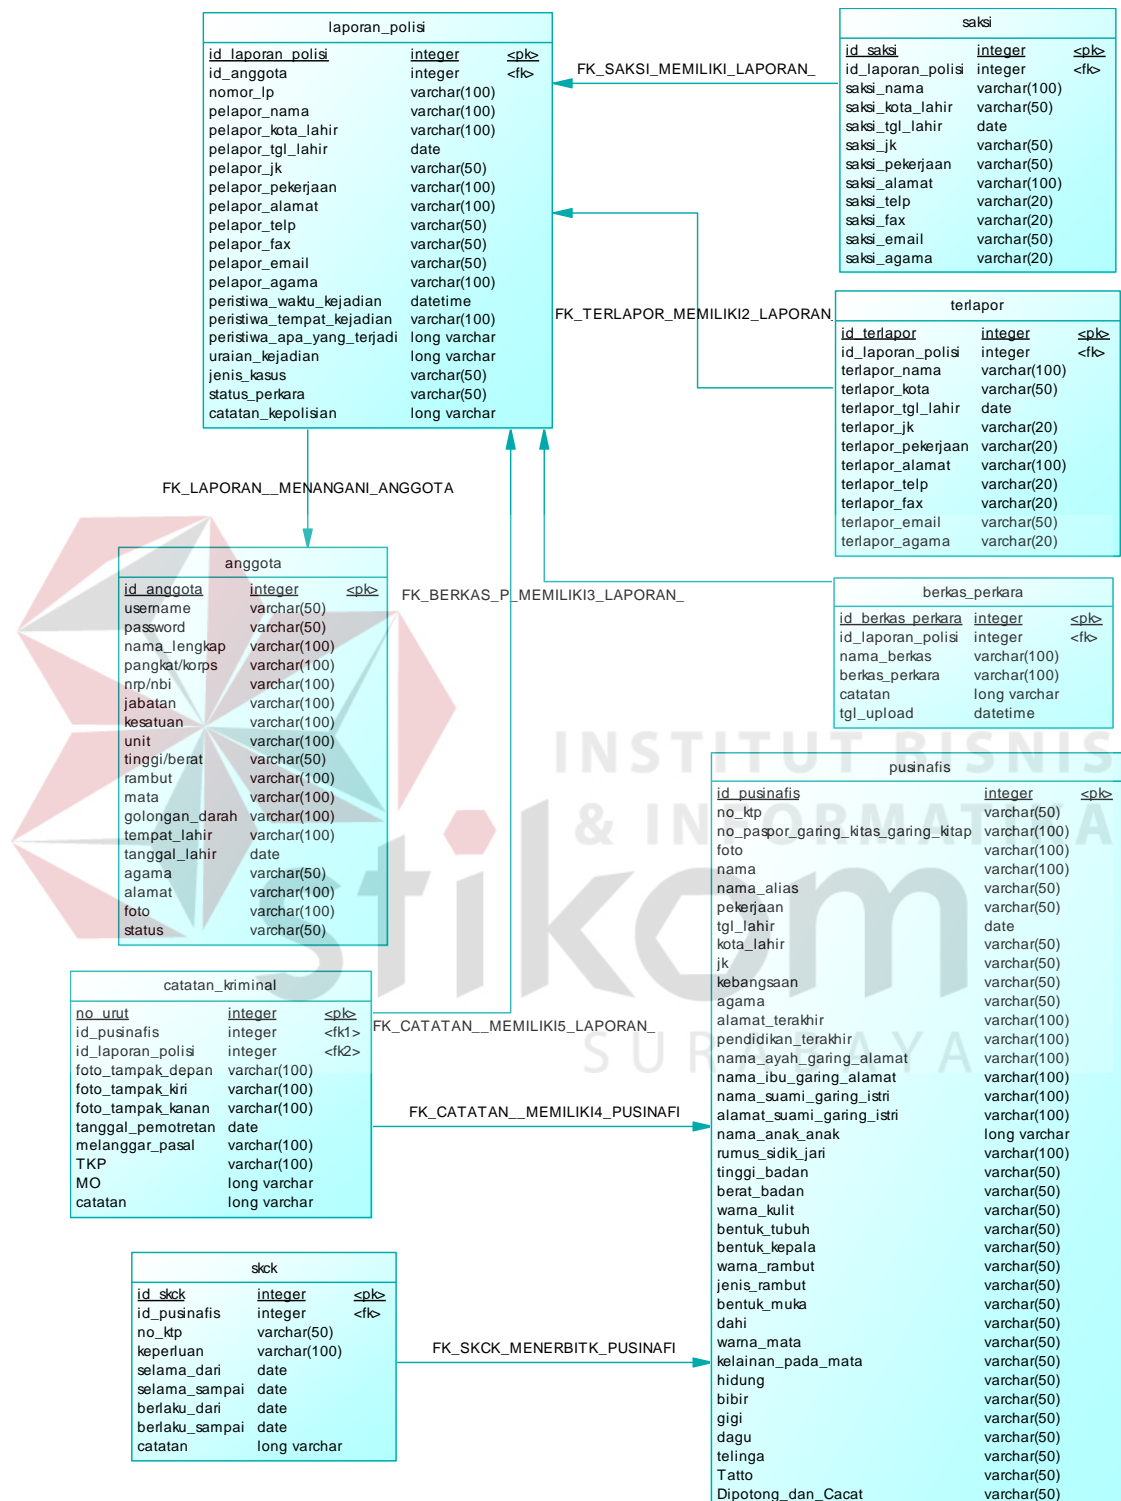 laporan_polisi
id_laporan_polisi integer <pk>
id_anggota integer <fk>
nomor_lp varchar(100)
pelapor_nama varchar(100)
pelapor_kota_lahir varchar(100)
pelapor_tgl_lahir date
pelapor_jk varchar(50)
pelapor_pekerjaan varchar(100)
pelapor_alamat varchar(100)
pelapor_telp varchar(50)
pelapor_fax varchar(50)
pelapor_email varchar(50)
pelapor_agama varchar(100)
peristiwa_waktu_kejadian datetime
peristiwa_tempat_kejadian varchar(100)
peristiwa_apa_yang_terjadi long varchar
uraian_kejadian long varchar
jenis_kasus varchar(50)
status_perkara varchar(50)
catatan_kepolisian long varchar
FK_SAKSI_MEMILIKI_LAPORAN_
saksi
id_saksi integer <pk>
id_laporan_polisi integer <fk>
saksi_nama varchar(100)
saksi_kota_lahir varchar(50)
saksi_tgl_lahir date
saksi_jk varchar(50)
saksi_pekerjaan varchar(50)
saksi_alamat varchar(100)
saksi_telp varchar(20)
saksi_fax varchar(20)
saksi_email varchar(50)
saksi_agama varchar(20)
FK_TERLAPOR_MEMILIKI2_LAPORAN_
terlapor
id_terlapor integer <pk>
id_laporan_polisi integer <fk>
terlapor_nama varchar(100)
terlapor_kota varchar(50)
terlapor_tgl_lahir date
terlapor_jk varchar(20)
terlapor_pekerjaan varchar(20)
terlapor_alamat varchar(100)
terlapor_telp varchar(20)
terlapor_fax varchar(20)
terlapor_email varchar(50)
terlapor_agama varchar(20)
FK_LAPORAN__MENANGANI_ANGGOTA
anggota
id_anggota integer <pk>
username varchar(50)
password varchar(50)
nama_lengkap varchar(100)
pangkat/korps varchar(100)
nrp/nbi varchar(100)
jabatan varchar(100)
kesatuan varchar(100)
unit varchar(100)
tinggi/berat varchar(50)
rambut varchar(100)
mata varchar(100)
golongan_darah varchar(100)
tempat_lahir varchar(100)
tanggal_lahir date
agama varchar(50)
alamat varchar(100)
foto varchar(100)
status varchar(50)
FK_BERKAS_P_MEMILIKI3_LAPORAN_
berkas_perkara
id_berkas_perkara integer <pk>
id_laporan_polisi integer <fk>
nama_berkas varchar(100)
berkas_perkara varchar(100)
catatan long varchar
tgl_upload datetime
INSTITUT BISNIS
& INFORMATIKA
stikom
SURABAYA
pusinafis
id_pusinafis integer <pk>
no_ktp varchar(50)
no_paspor_garing_kitas_garing_kitap varchar(100)
foto varchar(100)
nama varchar(100)
nama_alias varchar(50)
pekerjaan varchar(50)
tgl_lahir date
kota_lahir varchar(50)
jk varchar(50)
kebangsaan varchar(50)
agama varchar(50)
alamat_terakhir varchar(100)
pendidikan_terakhir varchar(100)
nama_ayah_garing_alamat varchar(100)
nama_ibu_garing_alamat varchar(100)
nama_suami_garing_istri varchar(100)
alamat_suami_garing_istri varchar(100)
nama_anak_anak long varchar
rumus_sidik_jari varchar(100)
tinggi_badan varchar(50)
berat_badan varchar(50)
warna_kulit varchar(50)
bentuk_tubuh varchar(50)
bentuk_kepala varchar(50)
warna_rambut varchar(50)
jenis_rambut varchar(50)
bentuk_muka varchar(50)
dahi varchar(50)
warna_mata varchar(50)
kelainan_pada_mata varchar(50)
hidung varchar(50)
bibir varchar(50)
gigi varchar(50)
dagu varchar(50)
telinga varchar(50)
Tatto varchar(50)
Dipotong_dan_Cacat varchar(50)
catatan_kriminal
no_urut integer <pk>
id_pusinafis integer <fk1>
id_laporan_polisi integer <fk2>
foto_tampak_depan varchar(100)
foto_tampak_kiri varchar(100)
foto_tampak_kanan varchar(100)
tanggal_pemotretan date
melanggar_pasal varchar(100)
TKP varchar(100)
MO long varchar
catatan long varchar
FK_CATATAN__MEMILIKI5_LAPORAN_
FK_CATATAN__MEMILIKI4_PUSINAFI
skck
id_skck integer <pk>
id_pusinafis integer <fk>
no_ktp varchar(50)
keperluan varchar(100)
selama_dari date
selama_sampai date
berlaku_dari date
berlaku_sampai date
catatan long varchar
FK_SKCK_MENERBITK_PUSINAFI